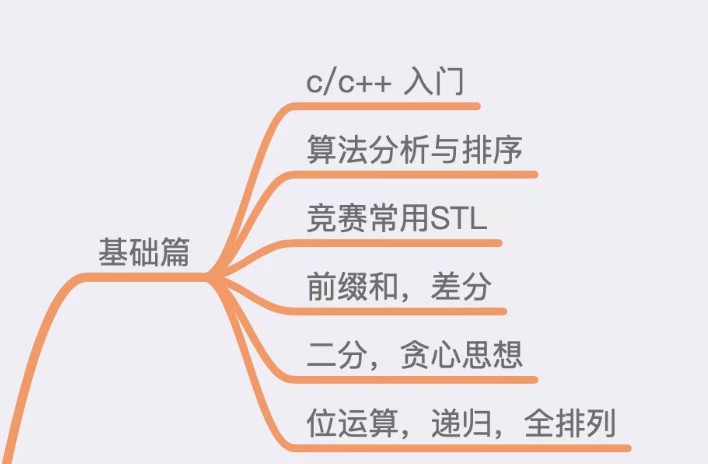 c/c++ 入门
算法分析与排序
竞赛常用STL
基础篇
前缀和，差分
二分，贪心思想
位运算，递归，全排列